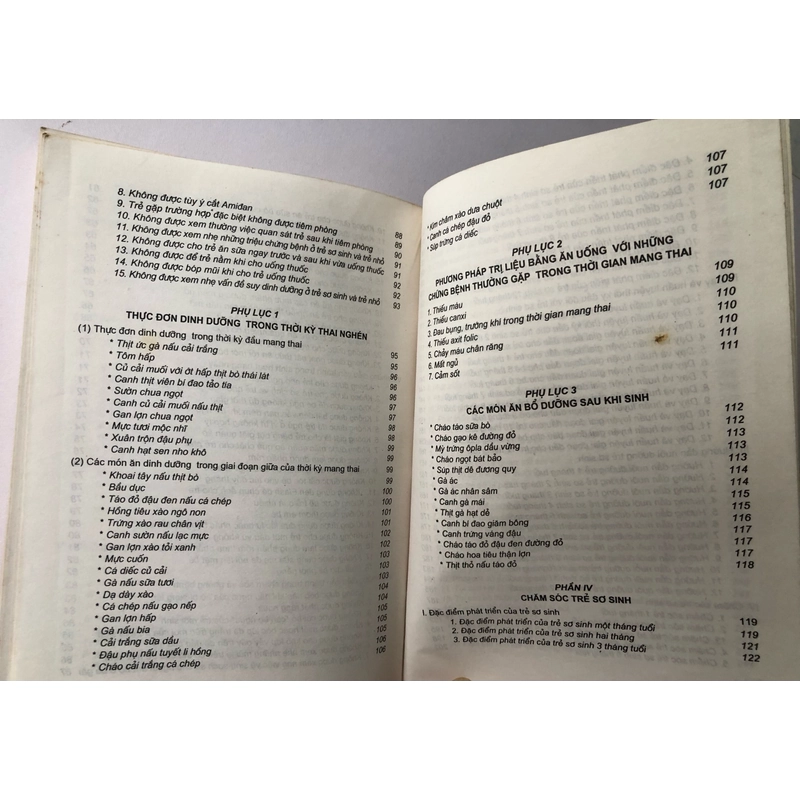 8. Không được tùy ý cắt Amiđan
9. Trẻ gặp trường hợp đặc biệt không được tiêm phòng 88
10. Không được xem thường việc quan sát trẻ sau khi tiêm phòng 89
11. Không được xem nhẹ những triệu chứng bệnh ở trẻ sơ sinh và trẻ nhỏ 90
12. Không được cho trẻ ăn sữa ngay trước và sau khi vừa uống thuốc 91
13. Không được để trẻ nằm khi cho uống thuốc 91
14. Không được bóp mũi khi cho trẻ uống thuốc 92
15. Không được xem nhẹ vấn đề suy dinh dưỡng ở trẻ sơ sinh và trẻ nhỏ 92
93
PHỤ LỤC 1
THỰC ĐƠN DINH DƯỠNG TRONG THỜI KỲ THAI NGHÉN
(1) Thực đơn dinh dưỡng trong thời kỳ đầu mang thai
* Thịt ức gà nấu cải trắng 95
* Tôm hấp 95
* Củ cải muối với ớt hấp thịt bò thái lát 96
* Canh thịt viên bí đao tảo tía 96
* Sườn chua ngọt 96
* Canh củ cải muối nấu thịt 97
* Gan lợn chua ngọt 97
* Mực tươi mộc nhĩ 98
* Xuân trộn đậu phụ 98
* Canh hạt sen nho khô 99
(2) Các món ăn dinh dưỡng trong giai đoạn giữa của thời kỳ mang thai 99
* Khoai tây nấu thịt bò 99
* Bầu dục 100
* Táo đỏ đậu đen nấu cá chép 100
* Hồng tiêu xào ngô non 101
* Trứng xào rau chân vịt 101
* Canh sườn nấu lạc mực 102
* Gan lợn xào tỏi xanh 102
* Mực cuốn 103
* Cá diếc củ cải 103
* Gà nấu sữa tươi 104
* Dạ dày xào 104
* Cá chép nấu gạo nếp 104
* Gan lợn hấp 105
* Gà nấu bia 105
* Cải trắng sữa dầu 105
* Đậu phụ nấu tuyết li hồng 106
* Cháo cải trắng cá chép
* Kim châm xào dưa chuột 107
* Canh cá chép đậu đỏ 107
* Súp trứng cá diếc 107
PHỤ LỤC 2
PHƯƠNG PHÁP TRỊ LIỆU BẰNG ĂN UỐNG VỚI NHỮNG
CHỨNG BỆNH THƯỜNG GẶP TRONG THỜI GIAN MANG THAI
1. Thiếu máu 109
2. Thiếu canxi 109
3. Đau bụng, trướng khí trong thời gian mang thai 110
4. Thiếu axit folic 110
5. Chảy máu chân răng 110
6. Mất ngủ 111
7. Cảm sốt 111
PHỤ LỤC 3
CÁC MÓN ĂN BỔ DƯỠNG SAU KHI SINH
* Cháo táo sữa bò 112
* Cháo gạo kê đường đỏ 112
* Mỳ trứng ôpla dầu vừng 113
* Cháo ngọt bát bảo 113
* Súp thịt dê đương quy 113
* Gà ác 114
* Gà ác nhân sâm 114
* Canh gà mái 115
* Thịt gà hạt dẻ 115
* Canh bí đao giăm bông 116
* Canh trứng váng đậu 117
* Cháo táo đỏ đậu đen đường đỏ 117
* Cháo hoa tiêu thận lợn 117
* Thịt thỏ nấu táo đỏ 118
PHẦN IV
CHĂM SÓC TRẺ SƠ SINH
I. Đặc điểm phát triển của trẻ sơ sinh 119
1. Đặc điểm phát triển của trẻ sơ sinh một tháng tuổi 119
2. Đặc điểm phát triển của trẻ sơ sinh hai tháng 121
3. Đặc điểm phát triển của trẻ sơ sinh 3 tháng tuổi 122